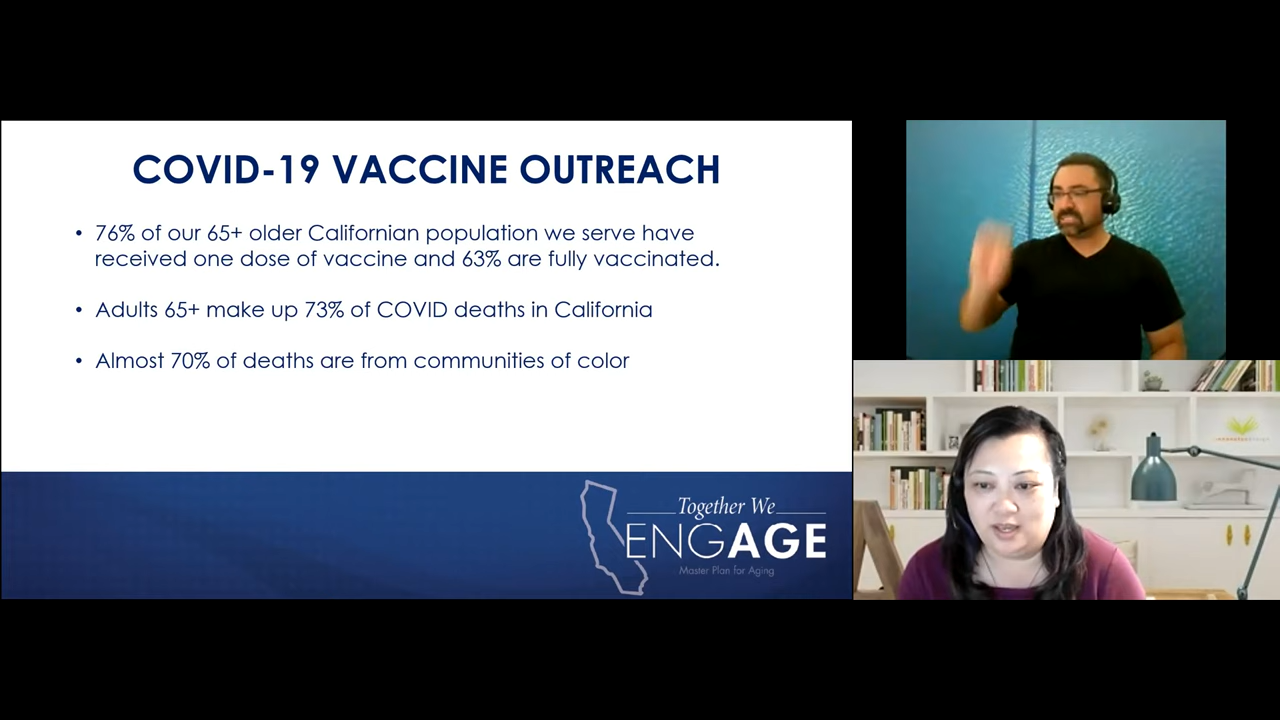 COVID-19 VACCINE OUTREACH
• 76% of our 65+ older Californian population we serve have
received one dose of vaccine and 63% are fully vaccinated.
• Adults 65+ make up 73% of COVID deaths in California
• Almost 70% of deaths are from communities of color
Together We
ENGAGE
Master Plan for Aging